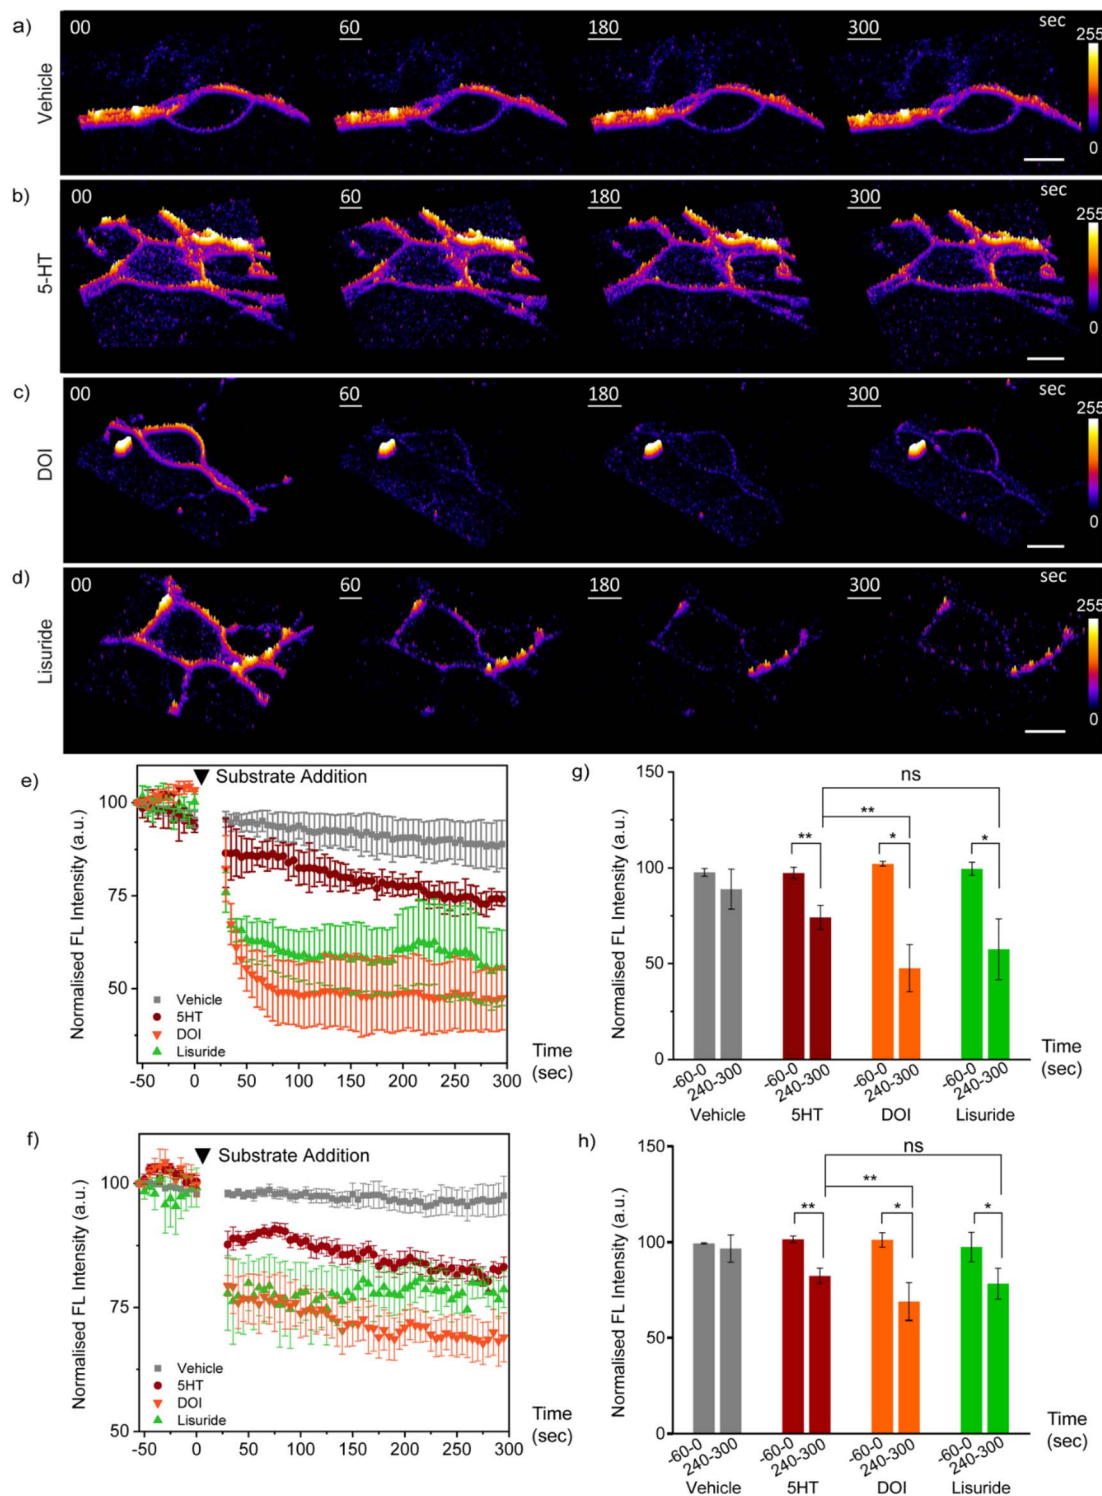 a)
Vehicle
00
60
180
300
sec
255
0
b)
5-HT
00
60
180
300
sec
255
0
c)
DOI
00
60
180
300
sec
255
0
d)
Lisuride
00
60
180
300
sec
255
0
e)
▼ Substrate Addition
Normalised FL Intensity (a.u.)
100
75
50
Vehicle
5HT
DOI
Lisuride
-50 0 50 100 150 200 250 300
Time
(sec)
g)
Normalised FL Intensity (a.u.)
150
100
50
0
ns
**
** * *
-60-0 240-300 -60-0 240-300 -60-0 240-300 -60-0 240-300
Vehicle 5HT DOI Lisuride
Time
(sec)
f)
▼ Substrate Addition
Normalised FL Intensity (a.u.)
100
75
50
Vehicle
5HT
DOI
Lisuride
-50 0 50 100 150 200 250 300
Time
(sec)
h)
Normalised FL Intensity (a.u.)
150
100
50
0
ns
**
** * *
-60-0 240-300 -60-0 240-300 -60-0 240-300 -60-0 240-300
Vehicle 5HT DOI Lisuride
Time
(sec)